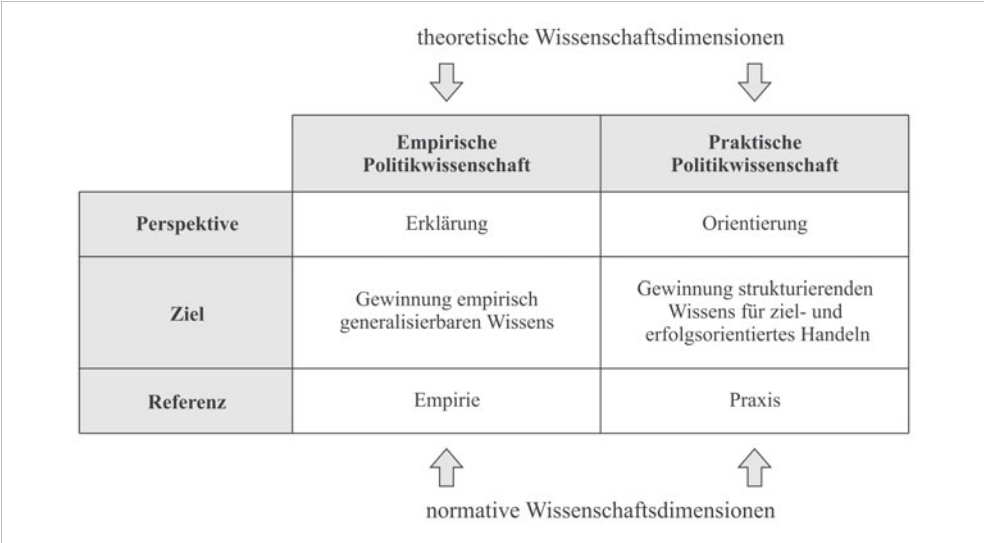 theoretische Wissenschaftsdimensionen
Empirische
Politikwissenschaft
Praktische
Politikwissenschaft
Perspektive
Erklärung
Orientierung
Ziel
Gewinnung empirisch
generalisierbaren Wissens
Gewinnung strukturierenden
Wissens für ziel- und
erfolgsorientiertes Handeln
Referenz
Empirie
Praxis
normative Wissenschaftsdimensionen